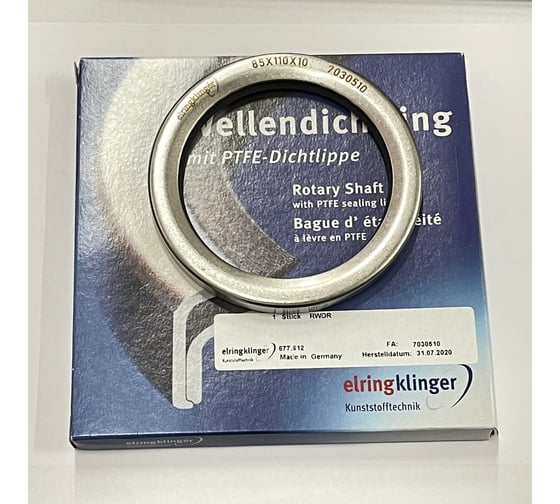 85X110X10 7030510
elringklinger
Wellendichtring
mit PTFE-Dichtlippe
Rotary Shaft
with PTFE sealing li
Bague d' étanchéité
à lèvre en PTFE
1 Stück RWDR
elringklinger 677.512 FA: 7030510
Kunststofftechnik Made in Germany Herstelldatum: 31.07.2020
elringklinger
Kunststofftechnik